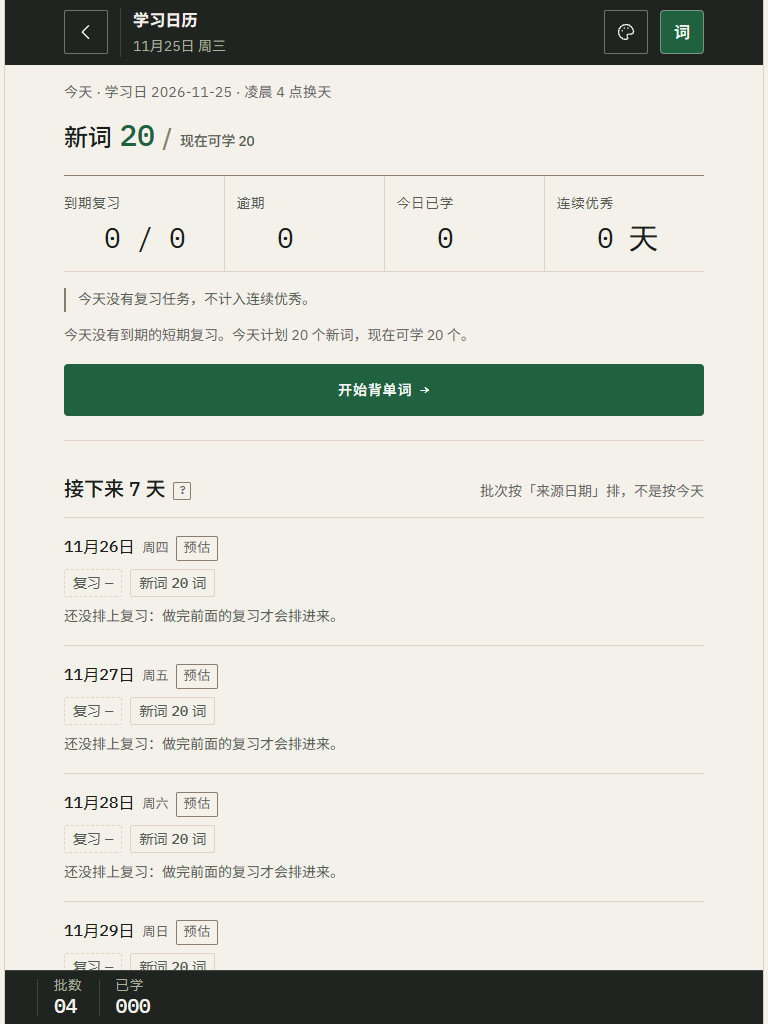 学习日历
11月25日 周三
词
今天 · 学习日 2026-11-25 · 凌晨 4 点换天
新词 20 / 现在可学 20
到期复习
0 / 0
逾期
0
今日已学
0
连续优秀
0 天
今天没有复习任务，不计入连续优秀。
今天没有到期的短期复习。今天计划 20 个新词，现在可学 20 个。
开始背单词 →
接下来 7 天 ?
批次按「来源日期」排，不是按今天
11月26日 周四 预估
复习 — 新词 20 词
还没排上复习：做完前面的复习才会排进来。
11月27日 周五 预估
复习 — 新词 20 词
还没排上复习：做完前面的复习才会排进来。
11月28日 周六 预估
复习 — 新词 20 词
还没排上复习：做完前面的复习才会排进来。
11月29日 周日 预估
复习 — 新词 20 词
批数
04
已学
000